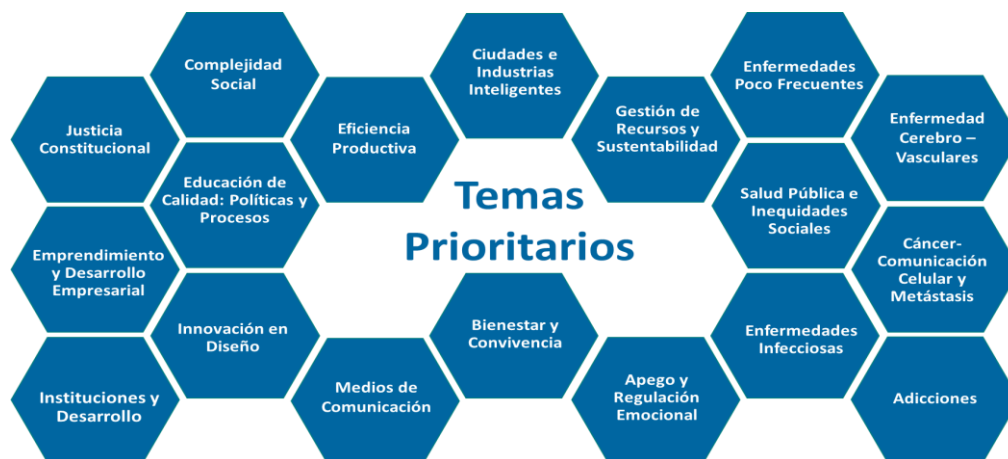 Complejidad
Social
Ciudades e
Industrias
Inteligentes
Enfermedades
Poco Frecuentes
Justicia
Constitucional
Eficiencia
Productiva
Gestión de
Recursos y
Sustentabilidad
Enfermedad
Cerebro –
Vasculares
Educación de
Calidad: Políticas y
Procesos
Temas
Prioritarios
Salud Pública e
Inequidades
Sociales
Emprendimiento
y Desarrollo
Empresarial
Cáncer-
Comunicación
Celular y
Metástasis
Innovación en
Diseño
Bienestar y
Convivencia
Enfermedades
Infecciosas
Instituciones y
Desarrollo
Medios de
Comunicación
Apego y
Regulación
Emocional
Adicciones